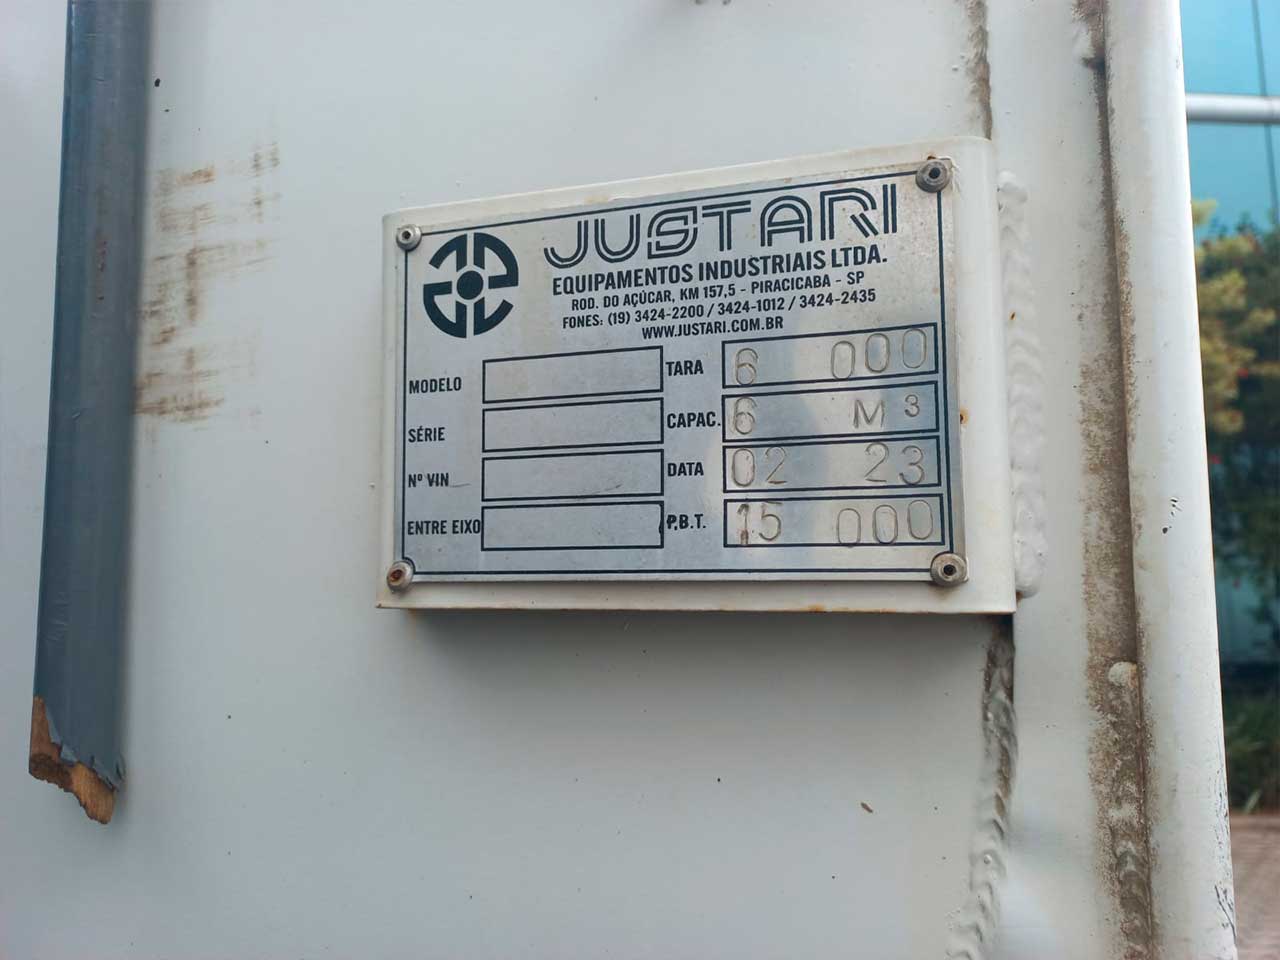 JUSTARI
EQUIPAMENTOS INDUSTRIAIS LTDA.
ROD. DO AÇÚCAR, KM 157,5 - PIRACICABA - SP
FONES: (19) 3424-2200 / 3424-1012 / 3424-2435
WWW.JUSTARI.COM.BR
MODELO
TARA 6 000
SÉRIE
CAPAC. 6 M³
Nº VIN
DATA 02 23
ENTRE EIXO
P.B.T. 15 000